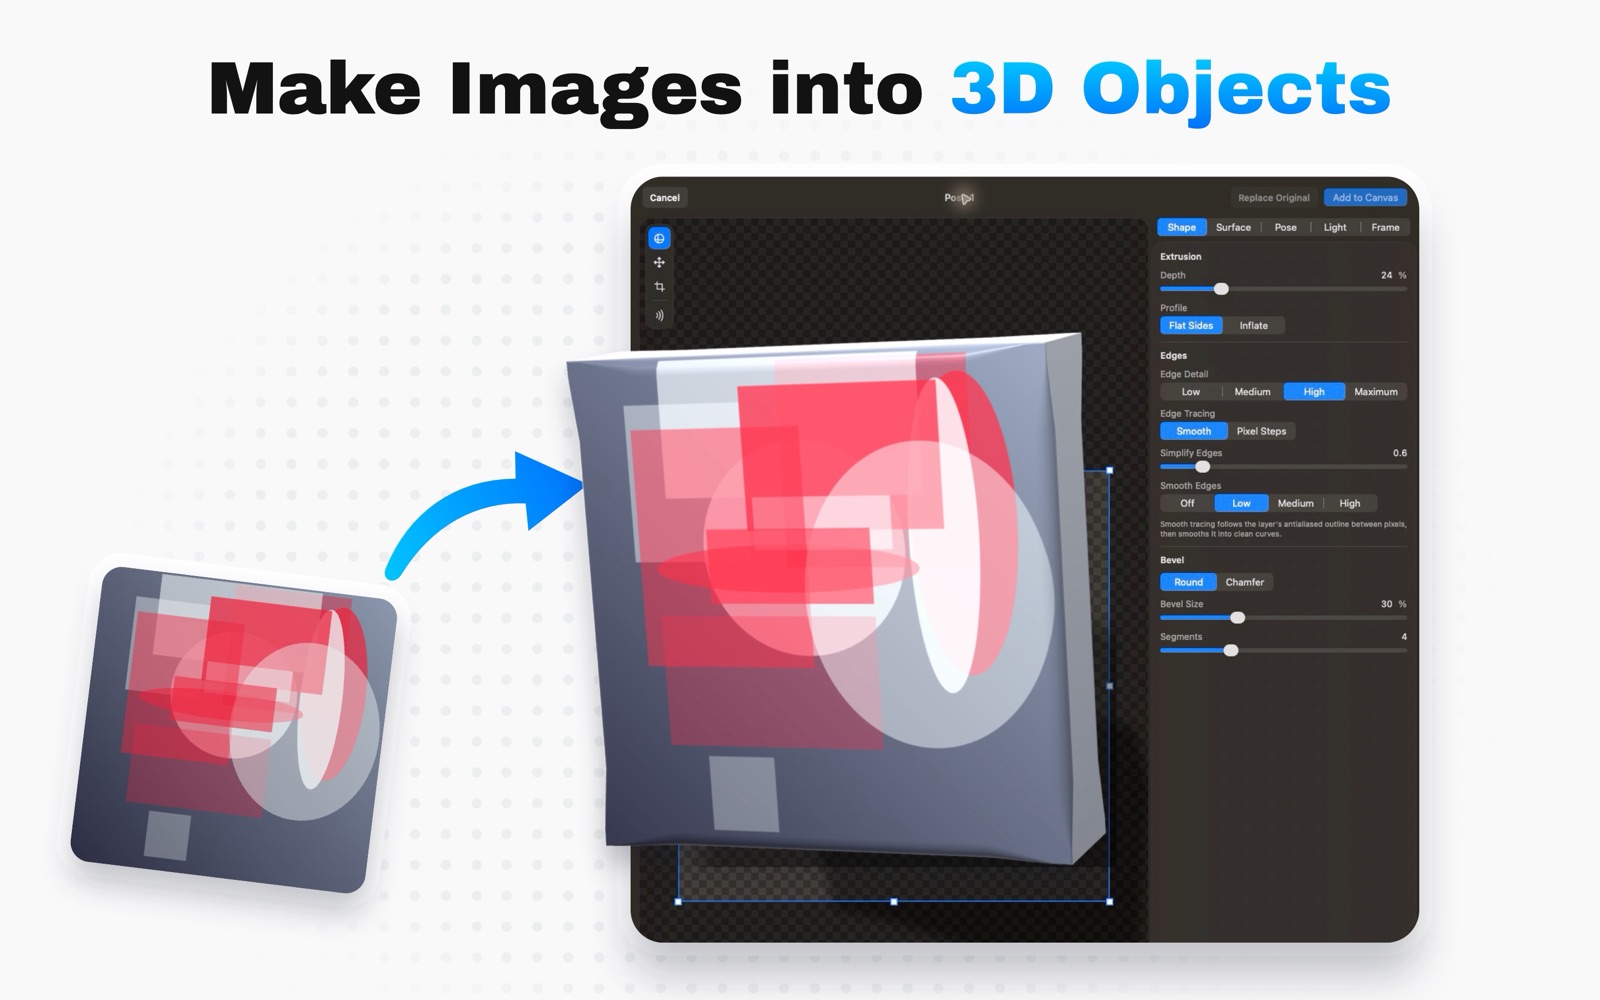 Make Images into 3D Objects
Cancel
Replace Original
Add to Canvas
Shape
Surface
Pose
Light
Frame
Extrusion
Depth
24 %
Profile
Flat Sides
Inflate
Edges
Edge Detail
Low
Medium
High
Maximum
Edge Tracing
Smooth
Pixel Steps
Simplify Edges
0.6
Smooth Edges
Off
Low
Medium
High
Smooth tracing follows the layer's antialiased outline between pixels,
then smooths it into clean curves.
Bevel
Round
Chamfer
Bevel Size
30 %
Segments
4